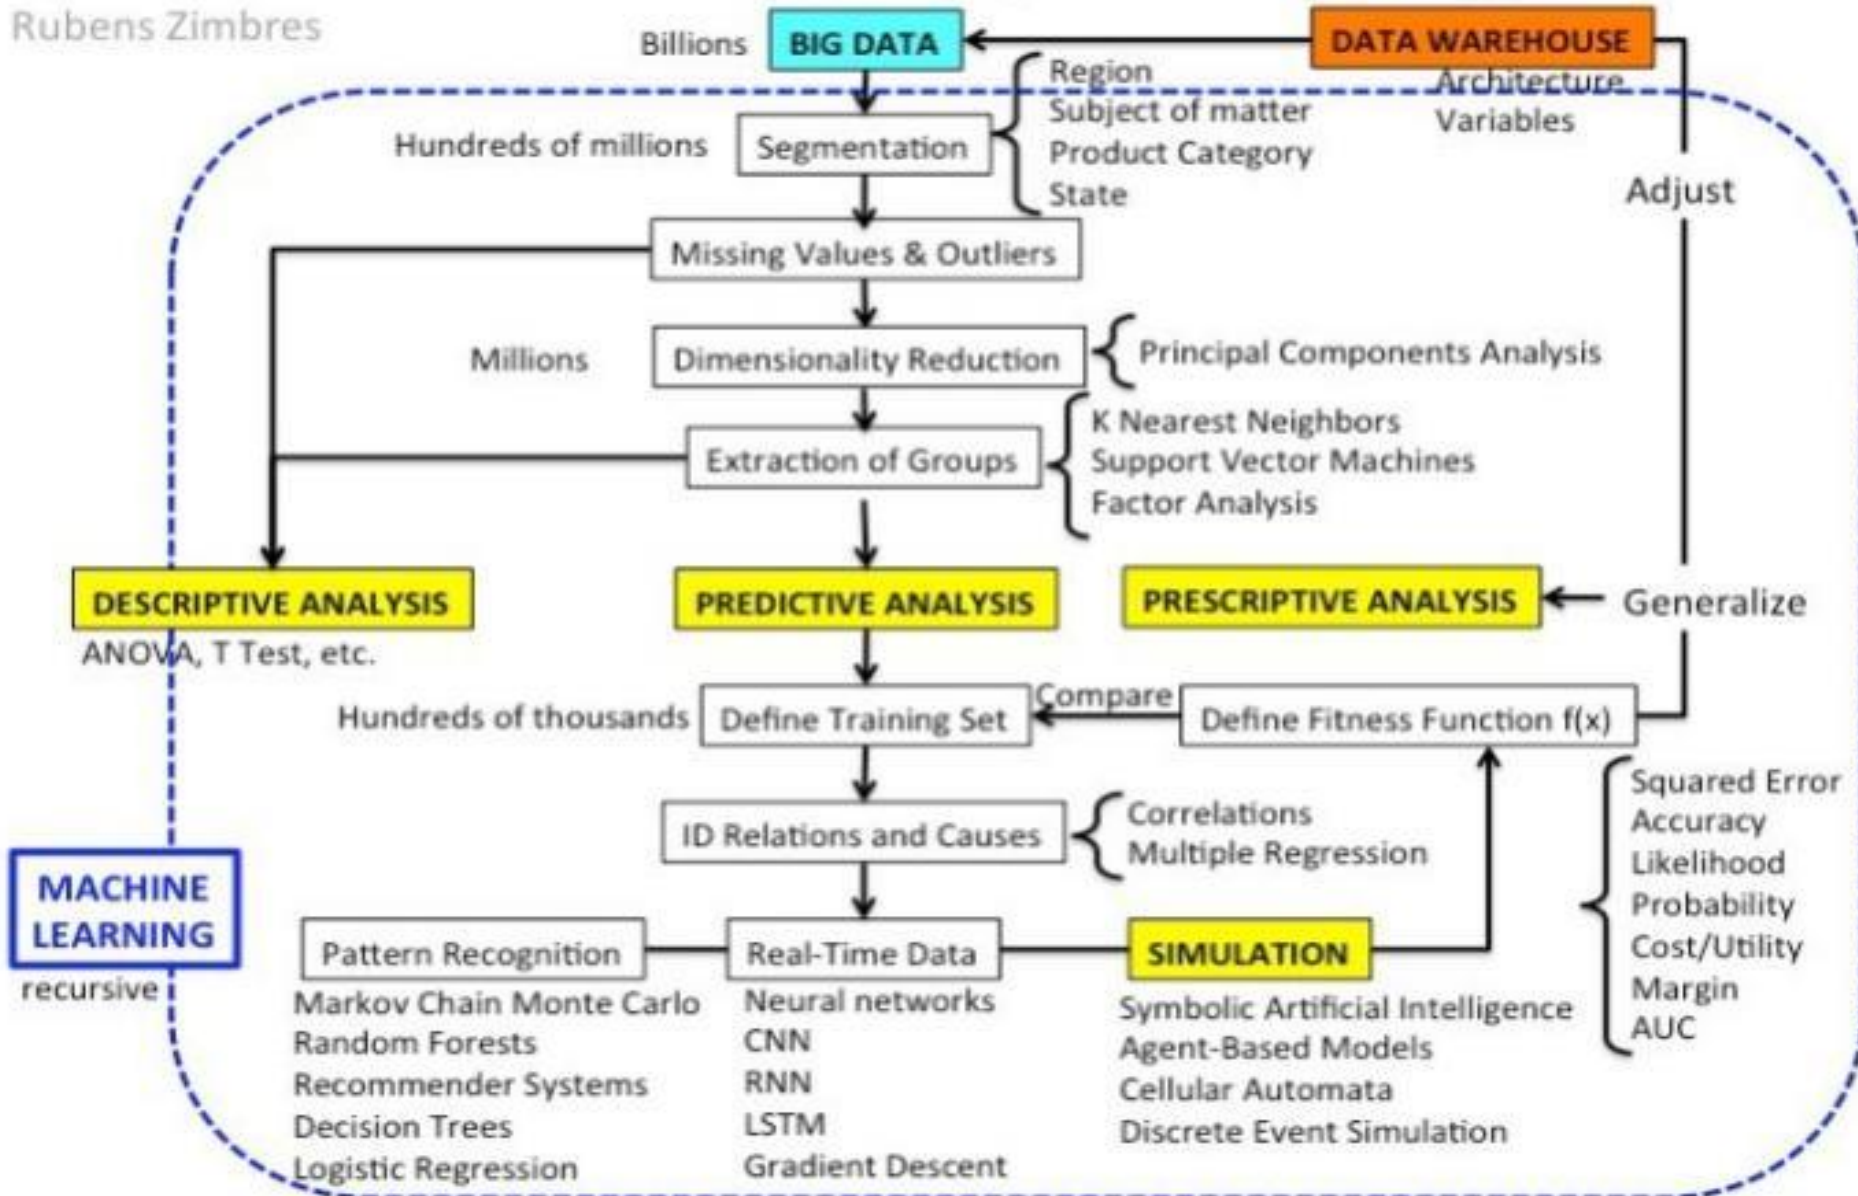 Rubens Zimbres
Billions
BIG DATA
DATA WAREHOUSE
Architecture
Variables
Region
Subject of matter
Product Category
State
Hundreds of millions
Segmentation
Adjust
Missing Values & Outliers
Millions
Dimensionality Reduction
Principal Components Analysis
Extraction of Groups
K Nearest Neighbors
Support Vector Machines
Factor Analysis
DESCRIPTIVE ANALYSIS
ANOVA, T Test, etc.
PREDICTIVE ANALYSIS
PRESCRIPTIVE ANALYSIS
Generalize
Hundreds of thousands
Define Training Set
Compare
Define Fitness Function f(x)
Squared Error
Accuracy
Likelihood
Probability
Cost/Utility
Margin
AUC
ID Relations and Causes
Correlations
Multiple Regression
MACHINE
LEARNING
recursive
Pattern Recognition
Markov Chain Monte Carlo
Random Forests
Recommender Systems
Decision Trees
Logistic Regression
Real-Time Data
Neural networks
CNN
RNN
LSTM
Gradient Descent
SIMULATION
Symbolic Artificial Intelligence
Agent-Based Models
Cellular Automata
Discrete Event Simulation